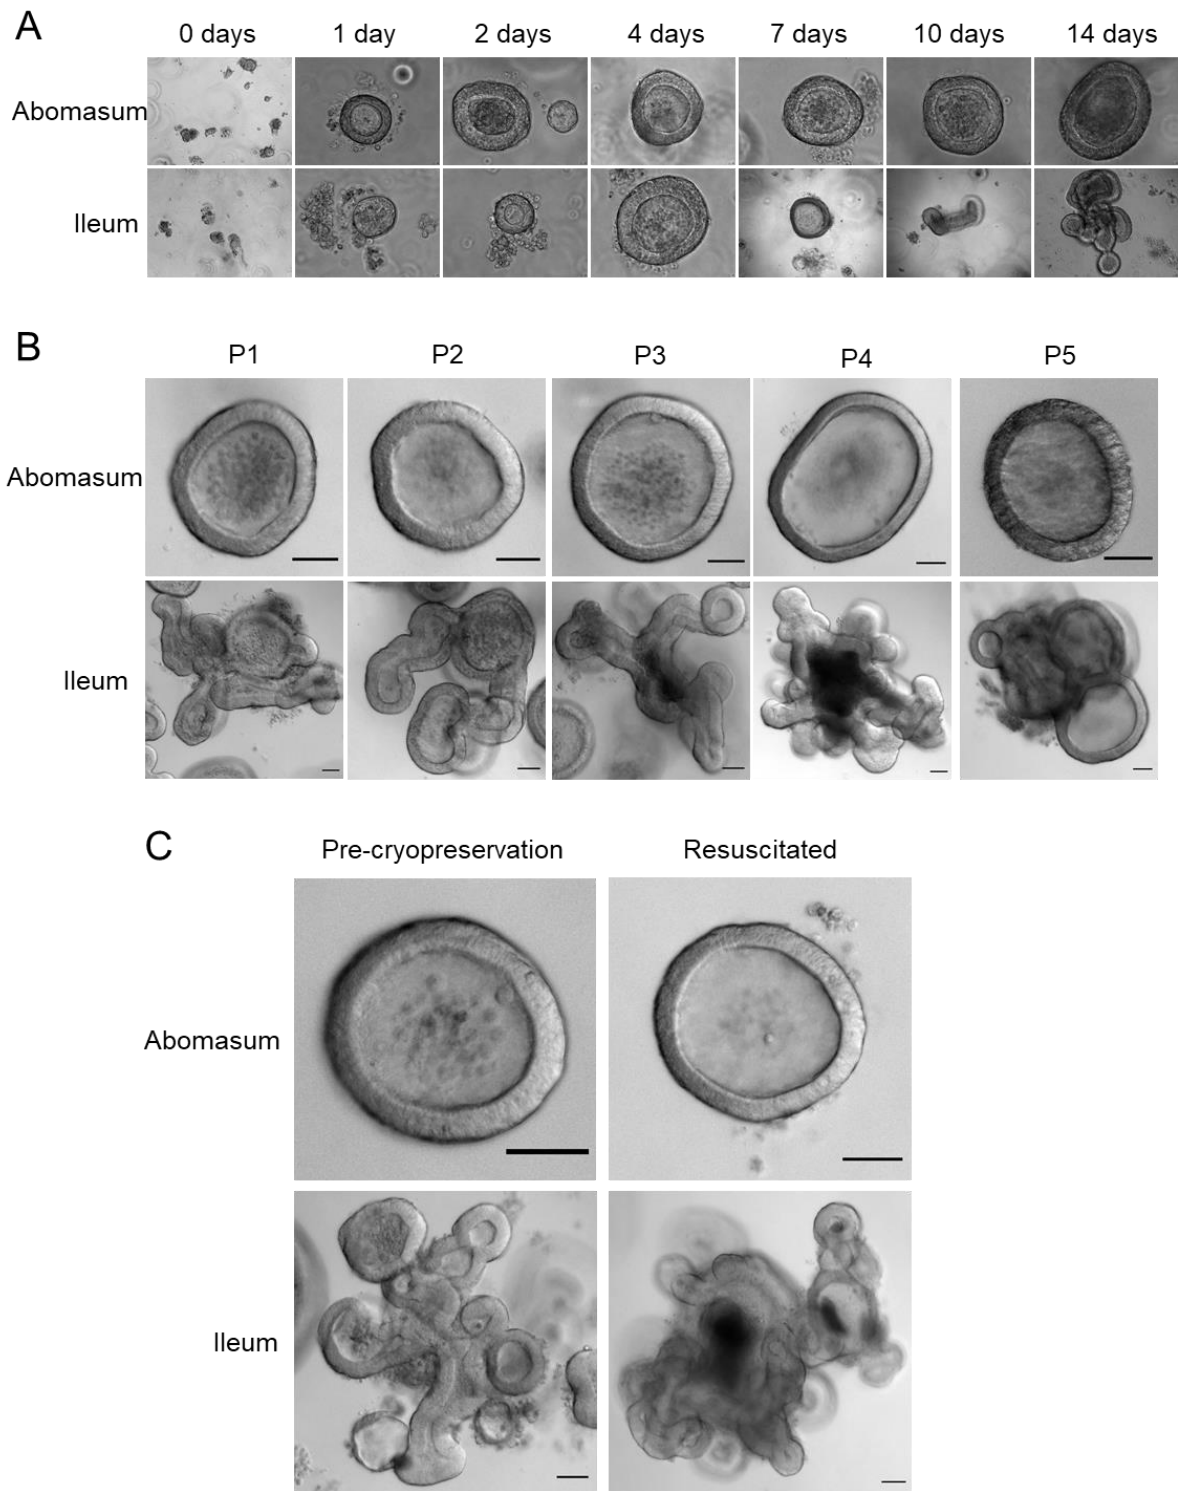 A
0 days 1 day 2 days 4 days 7 days 10 days 14 days
Abomasum
Ileum
B
P1 P2 P3 P4 P5
Abomasum
Ileum
C
Pre-cryopreservation Resuscitated
Abomasum
Ileum